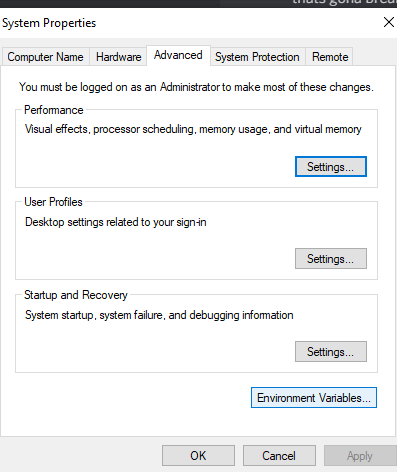 thats gona brea
System Properties
Computer Name Hardware Advanced System Protection Remote
You must be logged on as an Administrator to make most of these changes.
Performance
Visual effects, processor scheduling, memory usage, and virtual memory
Settings...
User Profiles
Desktop settings related to your sign-in
Settings...
Startup and Recovery
System startup, system failure, and debugging information
Settings...
Environment Variables...
OK Cancel Apply